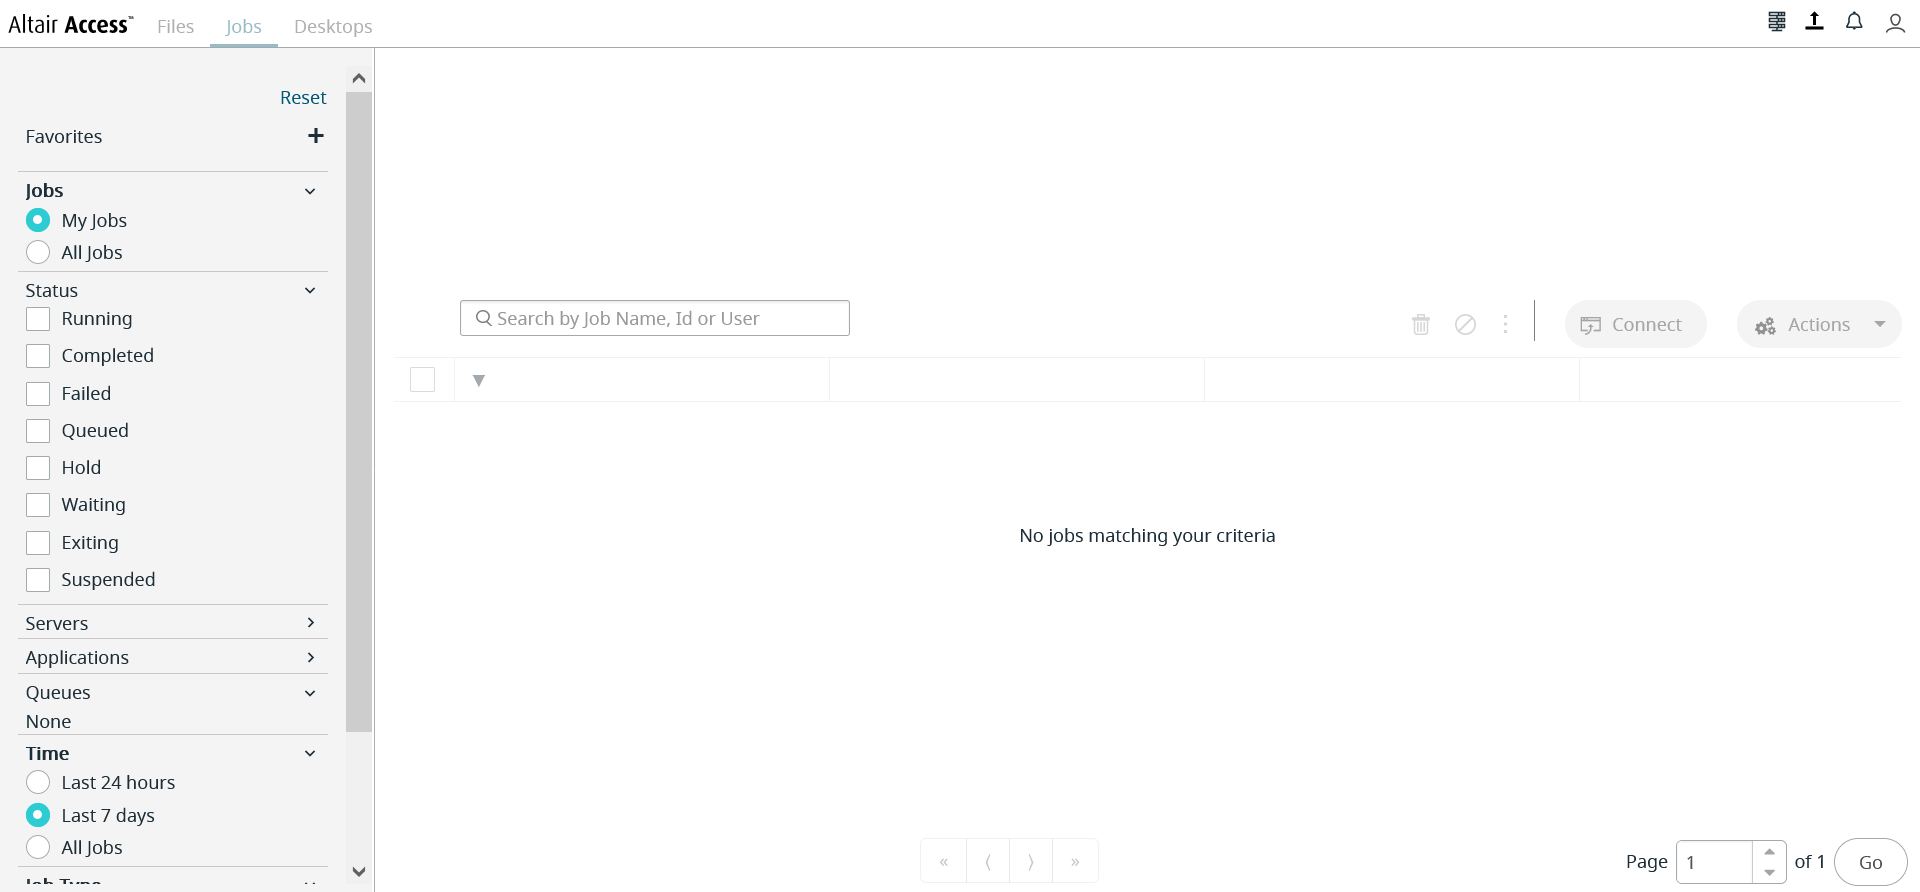 Altair Access™ Files Jobs Desktops
Reset
Favorites
Jobs
My Jobs
All Jobs
Status
Running
Completed
Failed
Queued
Hold
Waiting
Exiting
Suspended
Servers
Applications
Queues
None
Time
Last 24 hours
Last 7 days
All Jobs
Job Type
Search by Job Name, Id or User
Connect Actions
No jobs matching your criteria
Page 1 of 1 Go